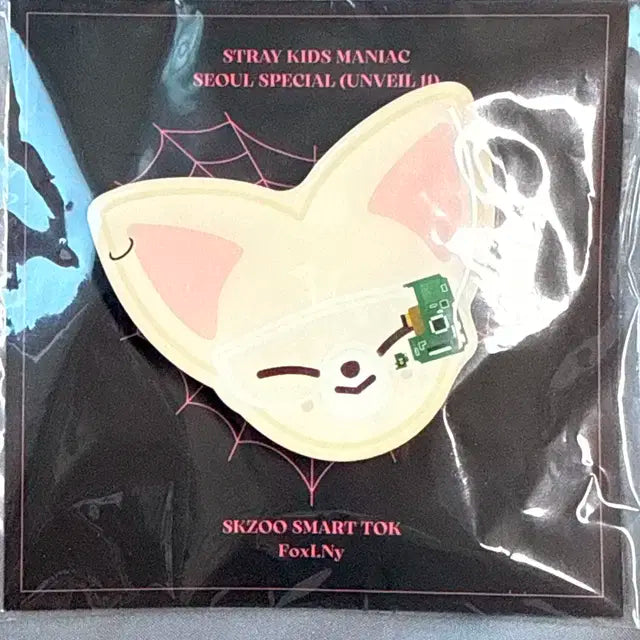 STRAY KIDS MANIAC
SEOUL SPECIAL (UNVEIL 11)
SKZOO SMART TOK
FoxI.Ny